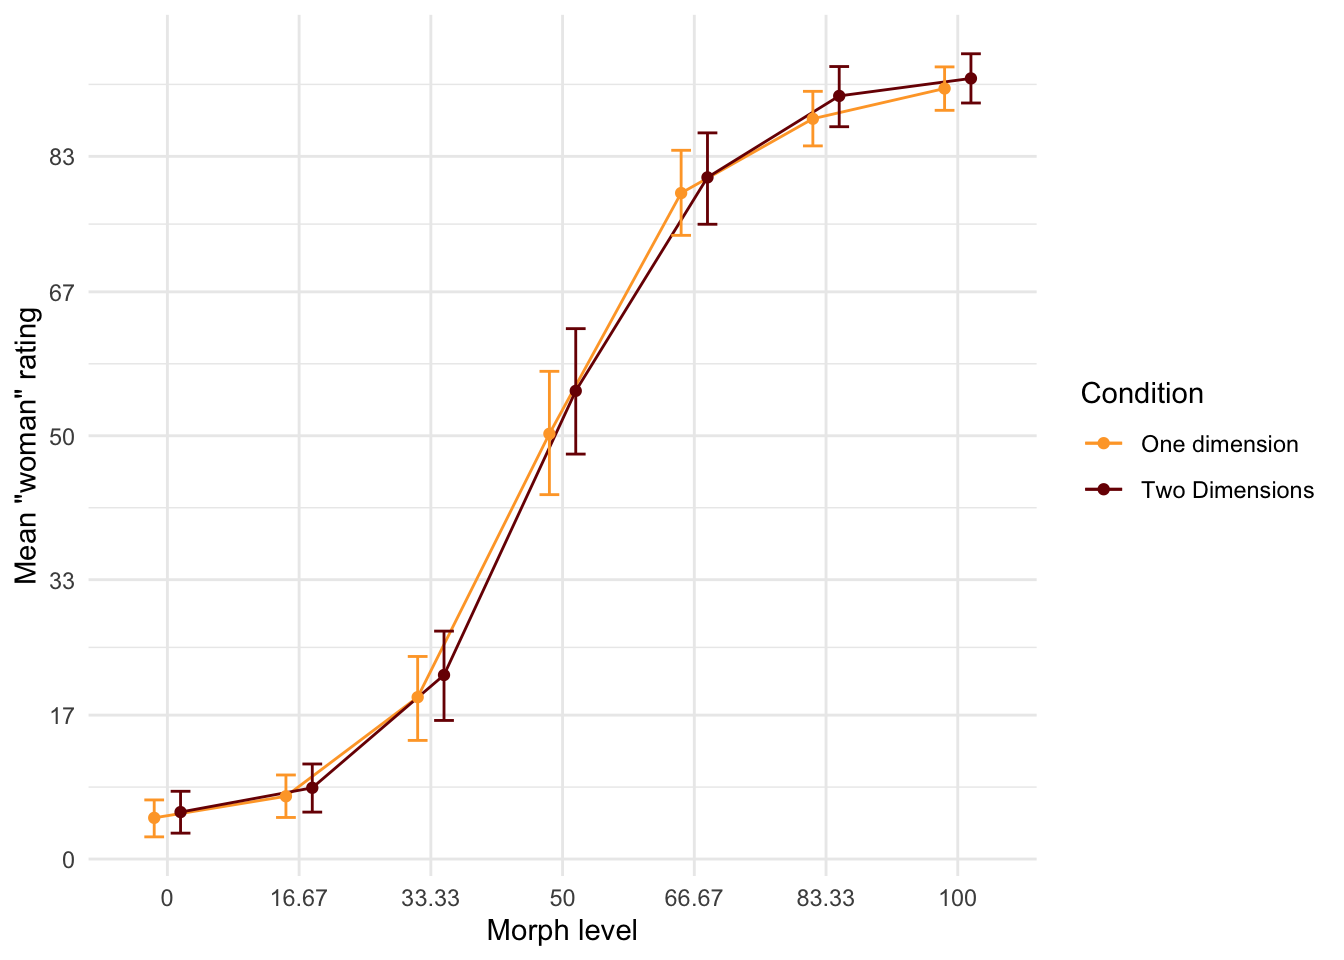 83
67
50
33
17
0
Mean "woman" rating
0 16.67 33.33 50 66.67 83.33 100
Morph level
Condition
One dimension
Two Dimensions